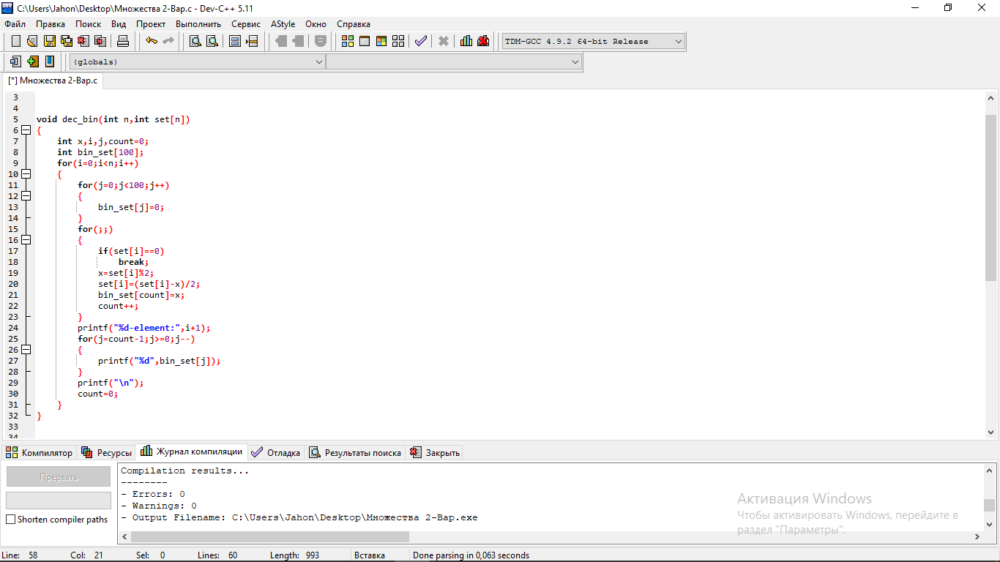 C:\Users\Jahon\Desktop\Множества 2-Вар.c - Dev-C++ 5.11
Файл Правка Поиск Вид Проект Выполнить Сервис AStyle Окно Справка
TDM-GCC 4.9.2 64-bit Release
(globals)
[*] Множества 2-Вар.c
3
4
5 void dec_bin(int n,int set[n])
6 {
7 int x,i,j,count=0;
8 int bin_set[100];
9 for(i=0;i<n;i++)
10 {
11 for(j=0;j<100;j++)
12 {
13 bin_set[j]=0;
14 }
15 for(;;)
16 {
17 if(set[i]==0)
18 break;
19 x=set[i]%2;
20 set[i]=(set[i]-x)/2;
21 bin_set[count]=x;
22 count++;
23 }
24 printf("%d-element:",i+1);
25 for(j=count-1;j>=0;j--)
26 {
27 printf("%d",bin_set[j]);
28 }
29 printf("\n");
30 count=0;
31 }
32 }
33
34
Компилятор Ресурсы Журнал компиляции Отладка Результаты поиска Закрыть
Прервать
Shorten compiler paths
Compilation results...
--------
- Errors: 0
- Warnings: 0
- Output Filename: C:\Users\Jahon\Desktop\Множества 2-Вар.exe
Активация Windows
Чтобы активировать Windows, перейдите в
раздел "Параметры".
Line: 58 Col: 21 Sel: 0 Lines: 60 Length: 993 Вставка Done parsing in 0,063 seconds